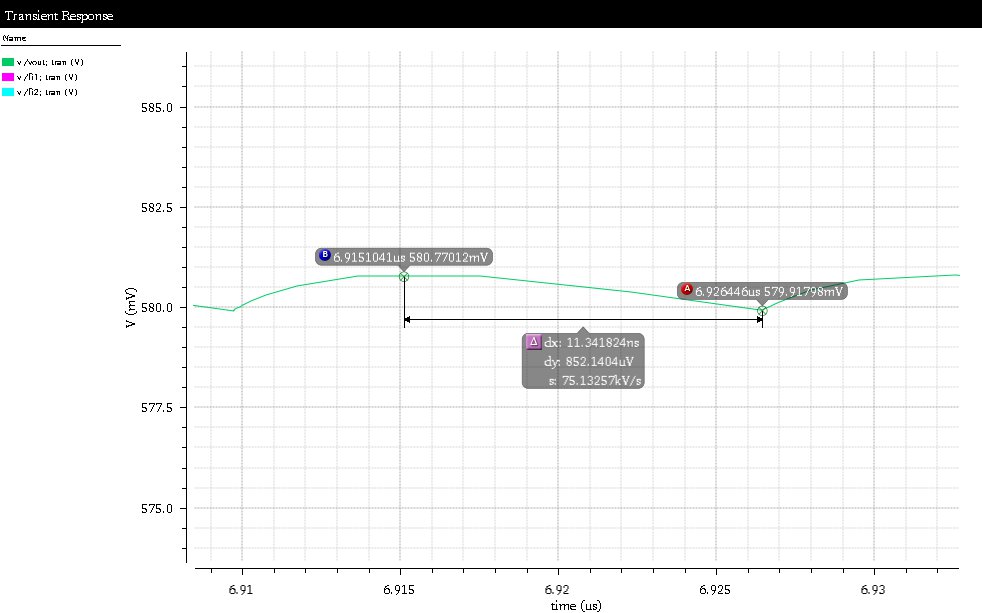 Transient Response
Name
v /vout; tran (V)
v /fi1; tran (V)
v /fi2; tran (V)
585.0
582.5
580.0
577.5
575.0
V (mV)
B 6.9151041us 580.77012mV
A 6.926446us 579.91798mV
Δ dx: 11.341824ns
dy: 852.1404uV
s: 75.13257kV/s
6.91 6.915 6.92 6.925 6.93
time (us)